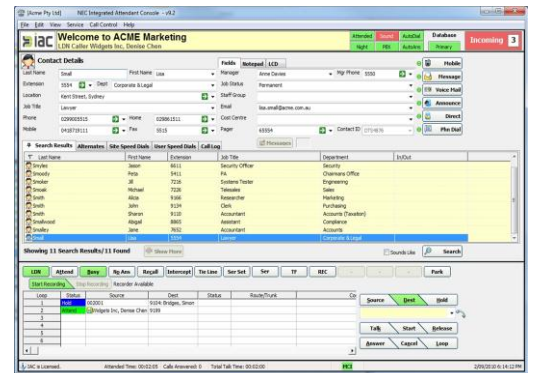 [Acme Pty Ltd] NEC Integrated Attendant Console - v9.2
File Edit View Service Call Control Help
iac Welcome to ACME Marketing
LDN Caller Widgets Inc, Denise Chen
Attended Sound AutoDial Database
Night PBX AutoAns Primary
Incoming 3
Contact Details
Fields Notepad LCD
Last Name Small First Name Lisa
Manager Anne Davise Mgr Phone 5550
Extension 5554 Dept Corporate & Legal
Job Status Permanent
Location Kent Street, Sydney
Staff Group
Job Title Lawyer
Email lisa.small@acme.com.au
Phone 0299005515 Home 029861511
Cost Centre
Mobile 0418719111 Fax 5515
Pager 65554 Contact ID
Messages
Mobile
Message
Voice Mail
Announce
Direct
Phn Dial
Search Results Alternates Site Speed Dials User Speed Dials Call Log
Last Name First Name Extension Job Title Department In/Out
Smyles Jason 6611 Security Officer Security
Smoody Peta 5411 PA Chairmans Office
Smoker Jill 7216 Systems Tester Engineering
Smoak Michael 7228 Telesales Sales
Smith Alice 9166 Researcher Marketing
Smith John 9134 Clerk Purchasing
Smith Sharon 9110 Accountant Accounts (Taxation)
Smallwood Abigail 8865 Assistant Compliance
Smalley Jane 7652 Accountant Accounts
Small Lisa 5554 Lawyer Corporate & Legal
Showing 11 Search Results/11 Found Show More Sounds Like Search
LDN Attend Busy No Ans Recall Intercept Tie Line Ser Set Ser TF REC Park
Start Recording Stop Recording Recorder Available
Loop Status Source Dest Status Route/Trunk Co
1 Hold 002001 9104: Bridges, Simon
2 Attend Widgets Inc, Denise Chen 9189
3
4
5
6
Source Dest Hold
Talk Start Release
Answer Cancel Loop
IAC is Licensed. Attended Time: 00:02:05 Calls Answered: 0 Total Talk Time: 00:02:00 MCI 2/09/2010 6:14:12 PM